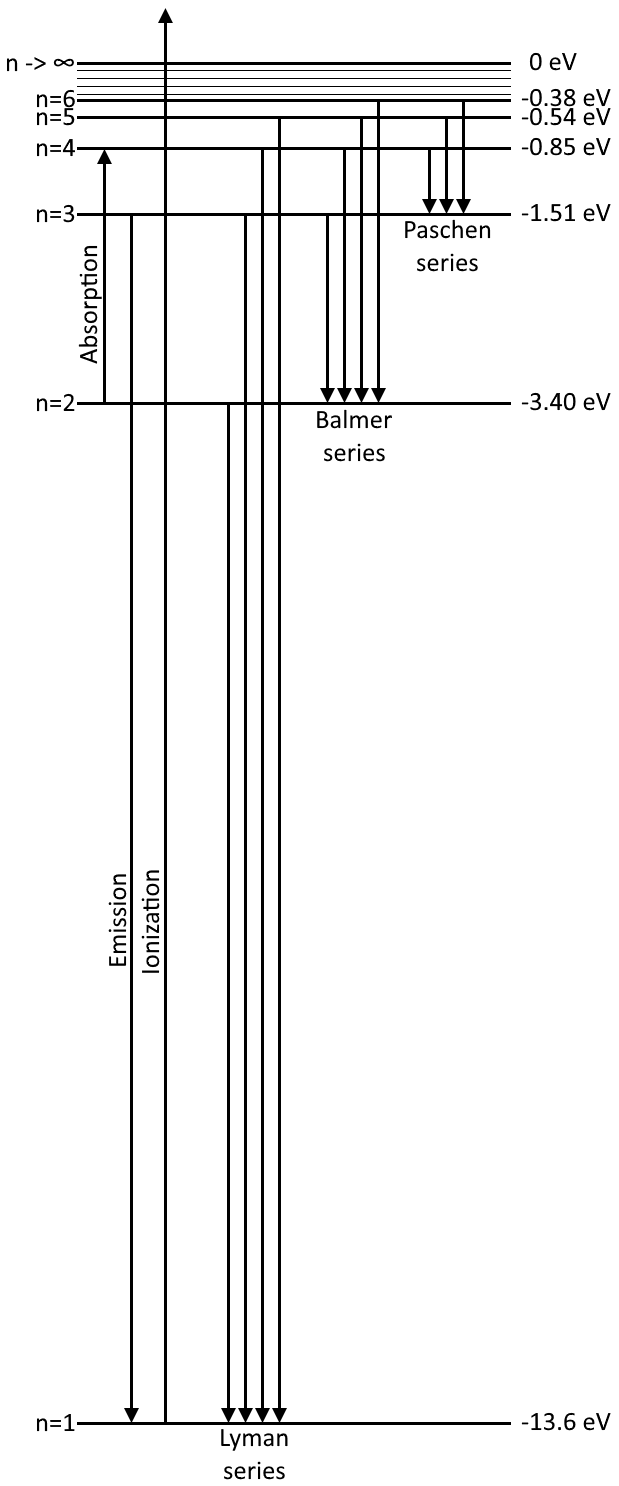 n -> ∞ 0 eV
n=6 -0.38 eV
n=5 -0.54 eV
n=4 -0.85 eV
n=3 -1.51 eV
Paschen
series
Absorption
n=2 -3.40 eV
Balmer
series
Emission
Ionization
n=1 -13.6 eV
Lyman
series